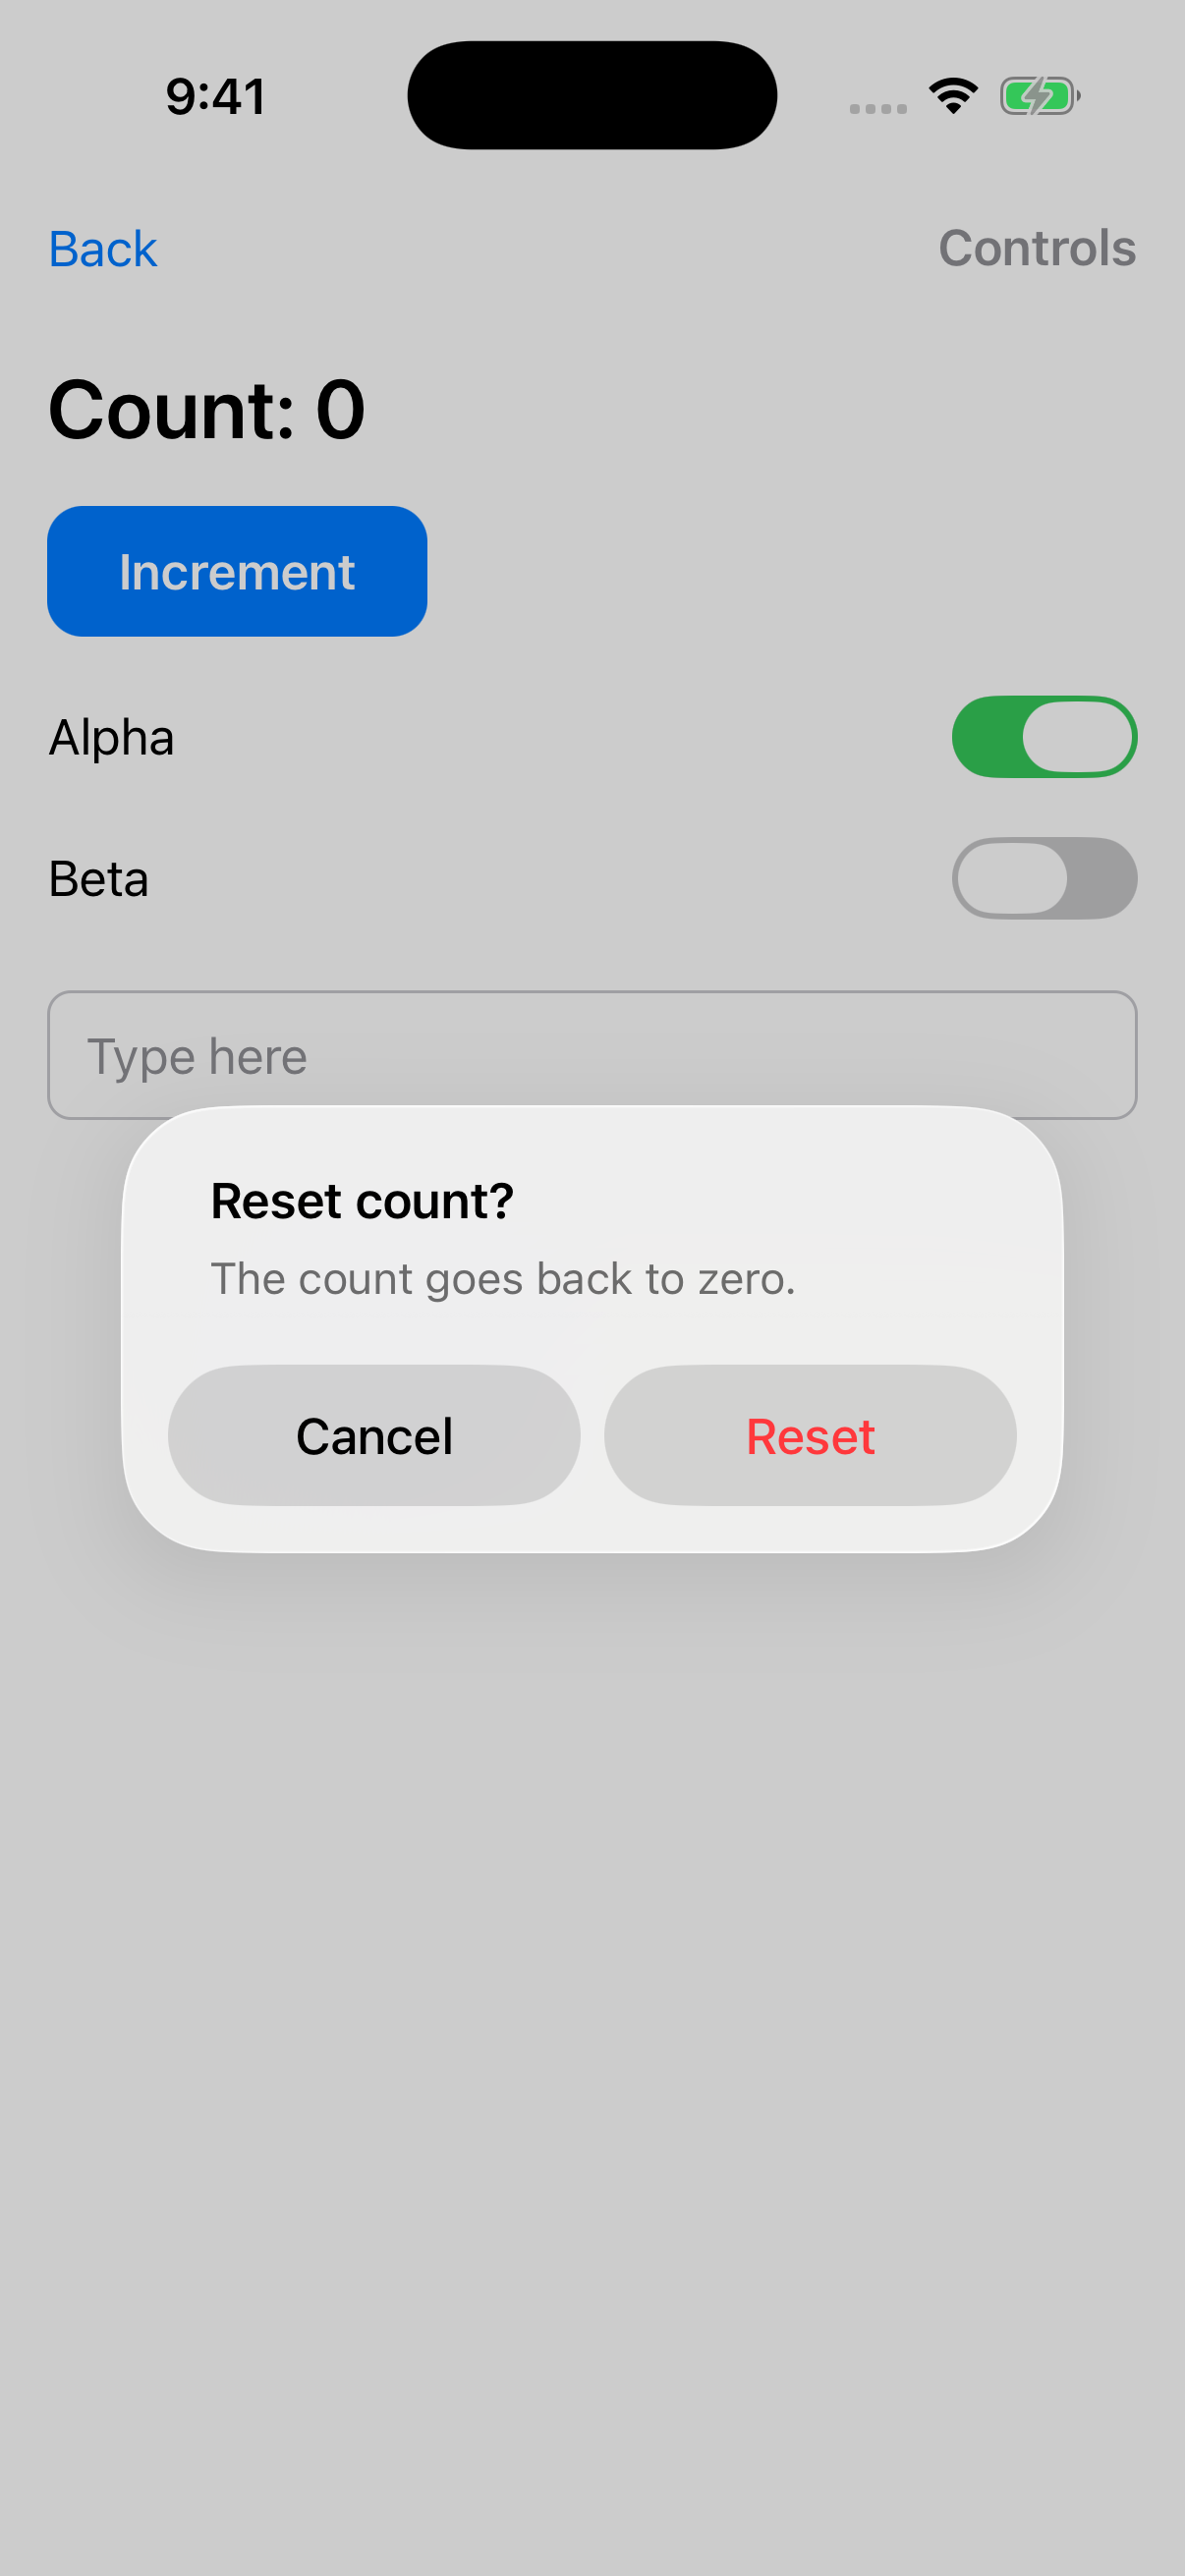 9:41
Back
Controls
Count: 0
Increment
Alpha
Beta
Type here
Reset count?
The count goes back to zero.
Cancel
Reset